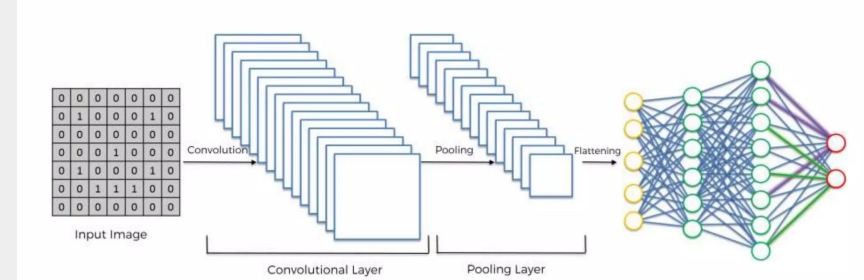 0 0 0 0 0 0 0
0 1 0 0 0 1 0
0 0 0 0 0 0 0
0 0 0 1 0 0 0
0 1 0 0 0 1 0
0 0 1 1 1 0 0
0 0 0 0 0 0 0
Input Image
Convolution
Pooling
Flattening
Convolutional Layer
Pooling Layer